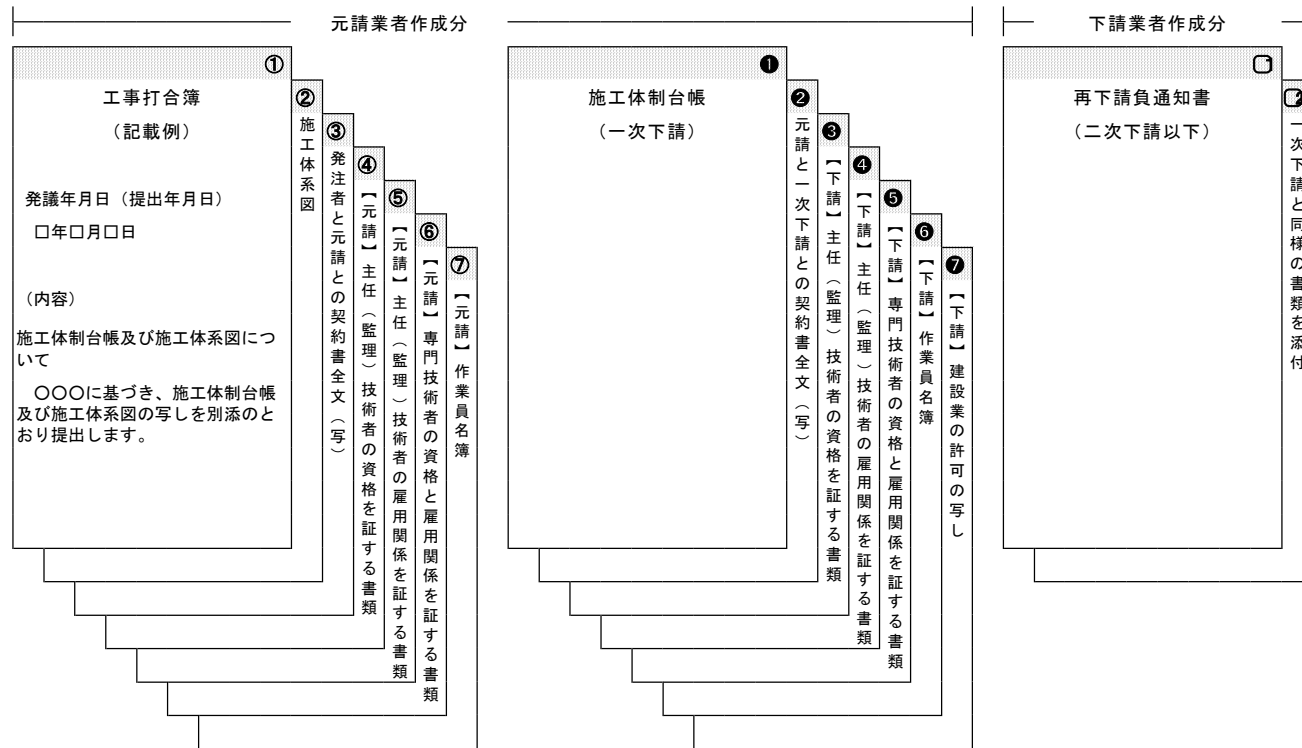 元請業者作成分
①
工事打合簿
（記載例）
発議年月日（提出年月日）
□年□月□日
（内容）
施工体制台帳及び施工体系図につ
いて
　〇〇〇に基づき、施工体制台帳
及び施工体系図の写しを別添のと
おり提出します。
②
施工体系図
③
発注者と元請との契約書全文（写）
④
【元請】主任（監理）技術者の資格を証する書類
⑤
【元請】主任（監理）技術者の雇用関係を証する書類
⑥
【元請】専門技術者の資格と雇用関係を証する書類
⑦
【元請】作業員名簿
❶
施工体制台帳
（一次下請）
❷
元請と一次下請との契約書全文（写）
❸
【下請】主任（監理）技術者の資格を証する書類
❹
【下請】主任（監理）技術者の雇用関係を証する書類
❺
【下請】専門技術者の資格と雇用関係を証する書類
❻
【下請】作業員名簿
❼
【下請】建設業の許可の写し
下請業者作成分
1
再下請負通知書
（二次下請以下）
2
一次下請と同様の書類を添付